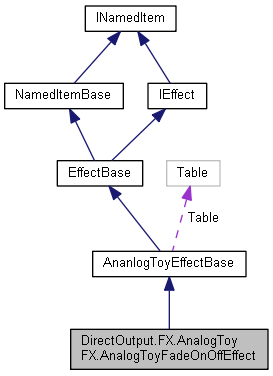 INamedItem
NamedItemBase
IEffect
EffectBase
Table
Table
AnanlogToyEffectBase
DirectOutput.FX.AnalogToy
FX.AnalogToyFadeOnOffEffect